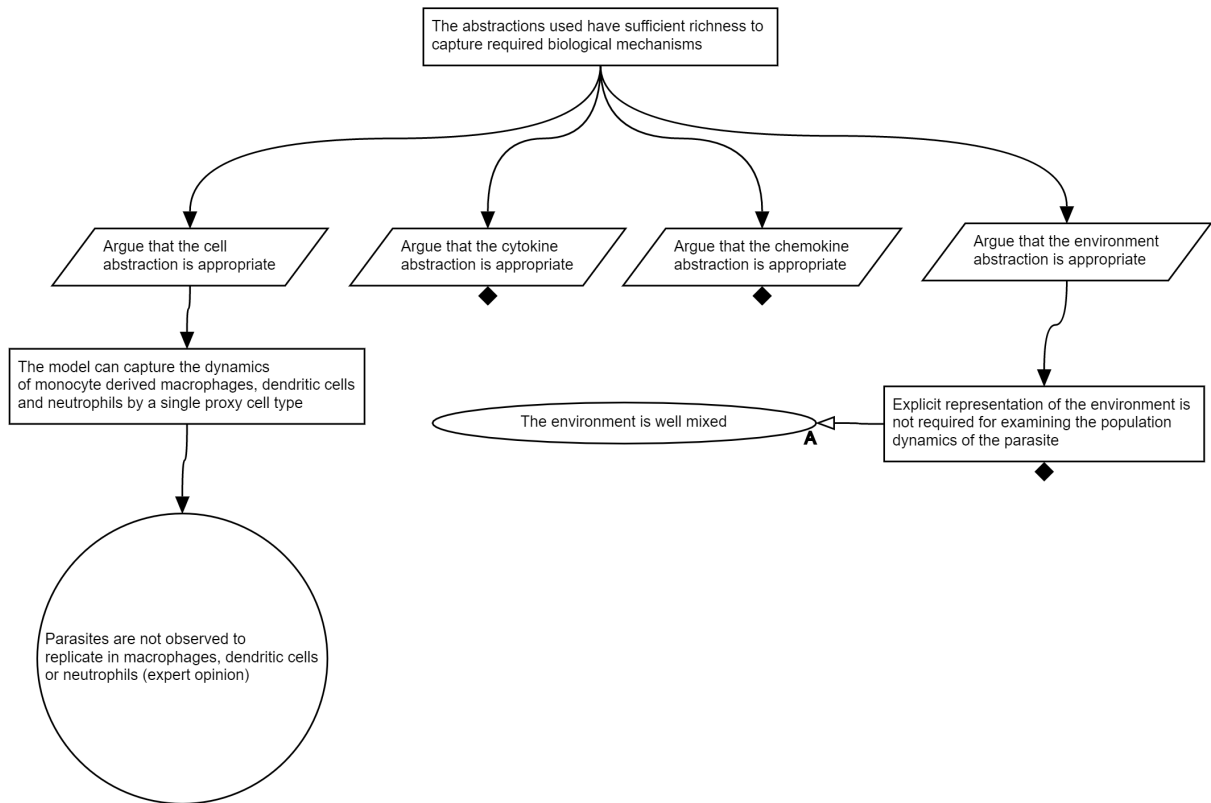 The abstractions used have sufficient richness to
capture required biological mechanisms
Argue that the cell
abstraction is appropriate
Argue that the cytokine
abstraction is appropriate
Argue that the chemokine
abstraction is appropriate
Argue that the environment
abstraction is appropriate
The model can capture the dynamics
of monocyte derived macrophages, dendritic cells
and neutrophils by a single proxy cell type
The environment is well mixed
A
Explicit representation of the environment is
not required for examining the population
dynamics of the parasite
Parasites are not observed to
replicate in macrophages, dendritic cells
or neutrophils (expert opinion)